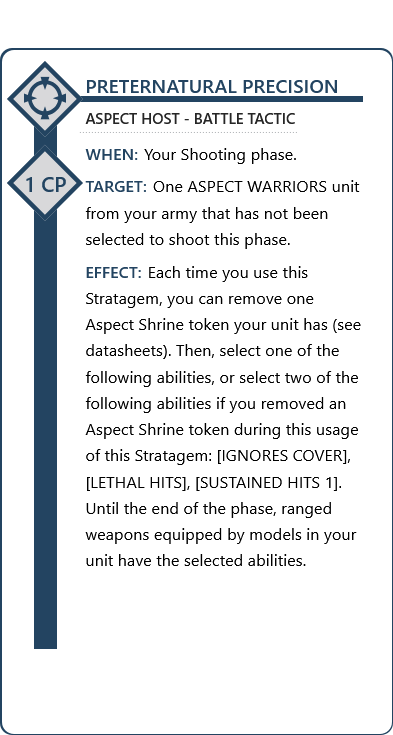 PRETERNATURAL PRECISION
ASPECT HOST - BATTLE TACTIC
WHEN: Your Shooting phase.
1 CP
TARGET: One ASPECT WARRIORS unit
from your army that has not been
selected to shoot this phase.
EFFECT: Each time you use this
Stratagem, you can remove one
Aspect Shrine token your unit has (see
datasheets). Then, select one of the
following abilities, or select two of the
following abilities if you removed an
Aspect Shrine token during this usage
of this Stratagem: [IGNORES COVER],
[LETHAL HITS], [SUSTAINED HITS 1].
Until the end of the phase, ranged
weapons equipped by models in your
unit have the selected abilities.